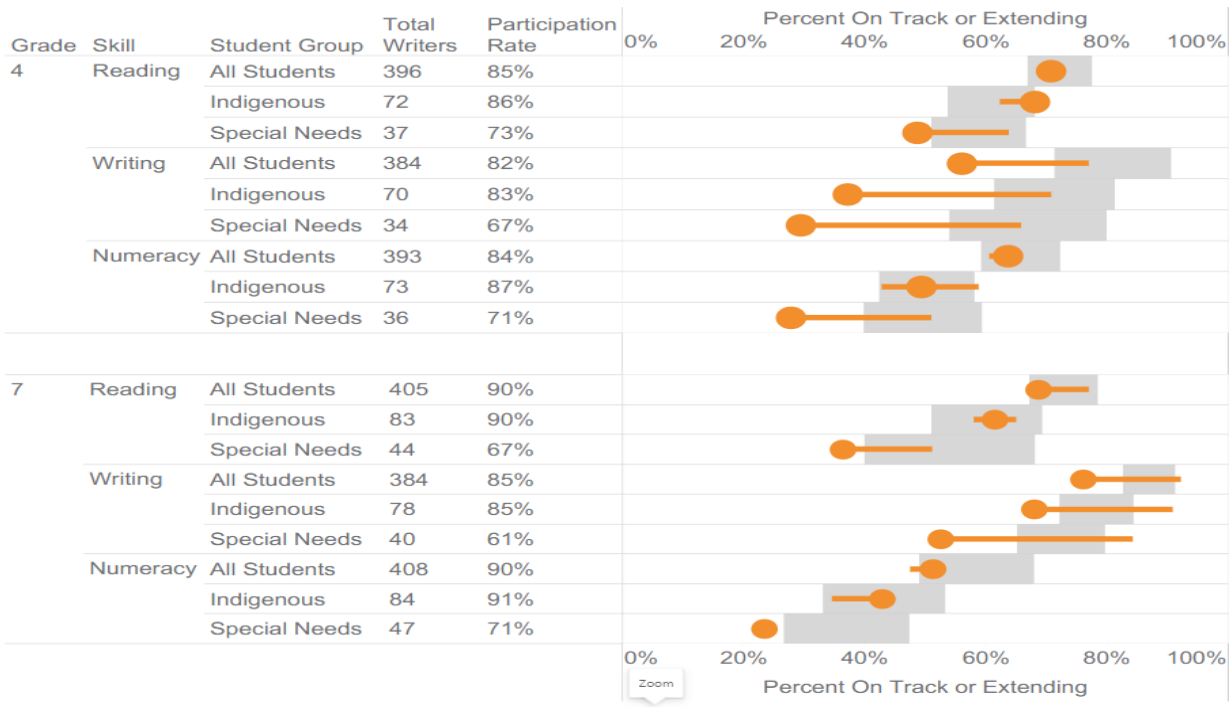 Percent On Track or Extending
Grade Skill Student Group Total Writers Participation Rate 0% 20% 40% 60% 80% 100%
4 Reading All Students 396 85%
Indigenous 72 86%
Special Needs 37 73%
Writing All Students 384 82%
Indigenous 70 83%
Special Needs 34 67%
Numeracy All Students 393 84%
Indigenous 73 87%
Special Needs 36 71%
7 Reading All Students 405 90%
Indigenous 83 90%
Special Needs 44 67%
Writing All Students 384 85%
Indigenous 78 85%
Special Needs 40 61%
Numeracy All Students 408 90%
Indigenous 84 91%
Special Needs 47 71%
0% 20% 40% 60% 80% 100%
Zoom
Percent On Track or Extending